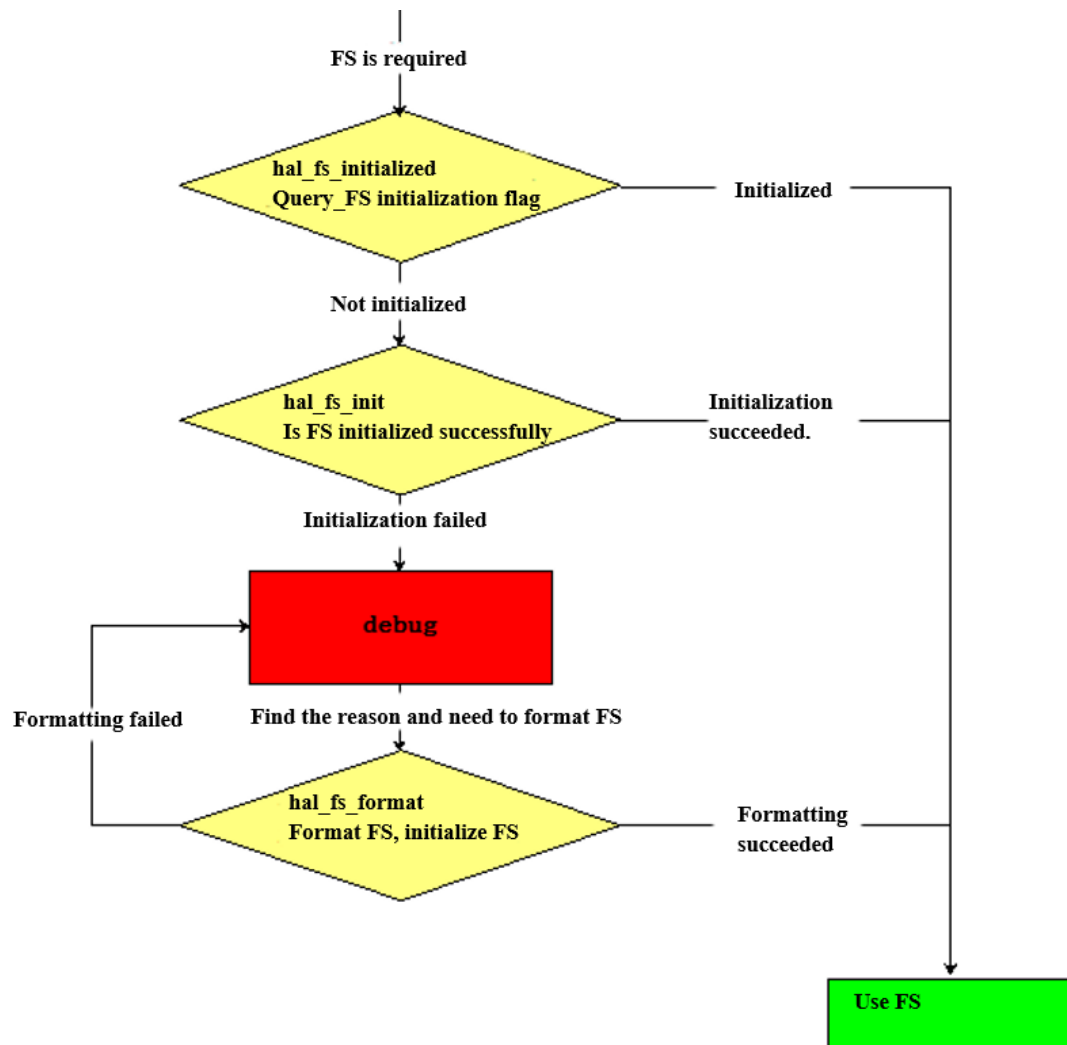 FS is required
hal_fs_initialized
Query_FS initialization flag
Initialized
Not initialized
hal_fs_init
Is FS initialized successfully
Initialization
succeeded.
Initialization failed
debug
Formatting failed
Find the reason and need to format FS
hal_fs_format
Format FS, initialize FS
Formatting
succeeded
Use FS